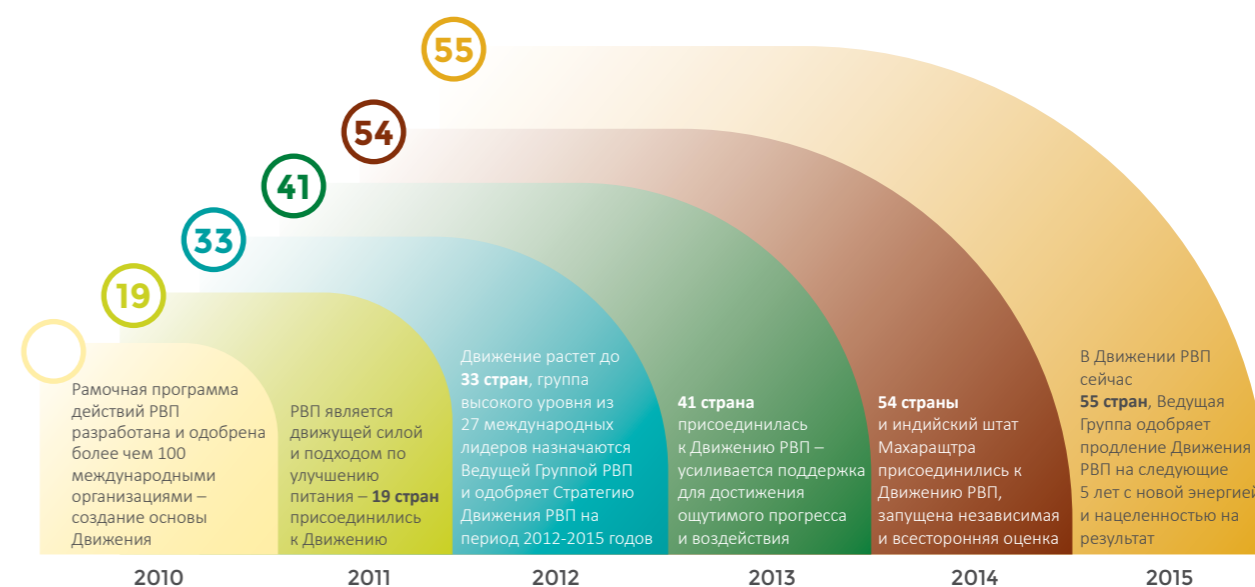 55
54
41
33
19
Рамочная программа
действий РВП
разработана и одобрена
более чем 100
международными
организациями –
создание основы
Движения
РВП является
движущей силой
и подходом по
улучшению
питания – 19 стран
присоединились
к Движению
Движение растет до
33 стран, группа
высокого уровня из
27 международных
лидеров назначаются
Ведущей Группой РВП
и одобряет Стратегию
Движения РВП на
период 2012-2015 годов
41 страна
присоединилась
к Движению РВП –
усиливается поддержка
для достижения
ощутимого прогресса
и воздействия
54 страны
и индийский штат
Махаращтра
присоединились к
Движению РВП,
запущена независимая
и всесторонняя оценка
В Движении РВП
сейчас
55 стран, Ведущая
Группа одобряет
продление Движения
РВП на следующие
5 лет с новой энергией
и нацеленностью на
результат
2010
2011
2012
2013
2014
2015